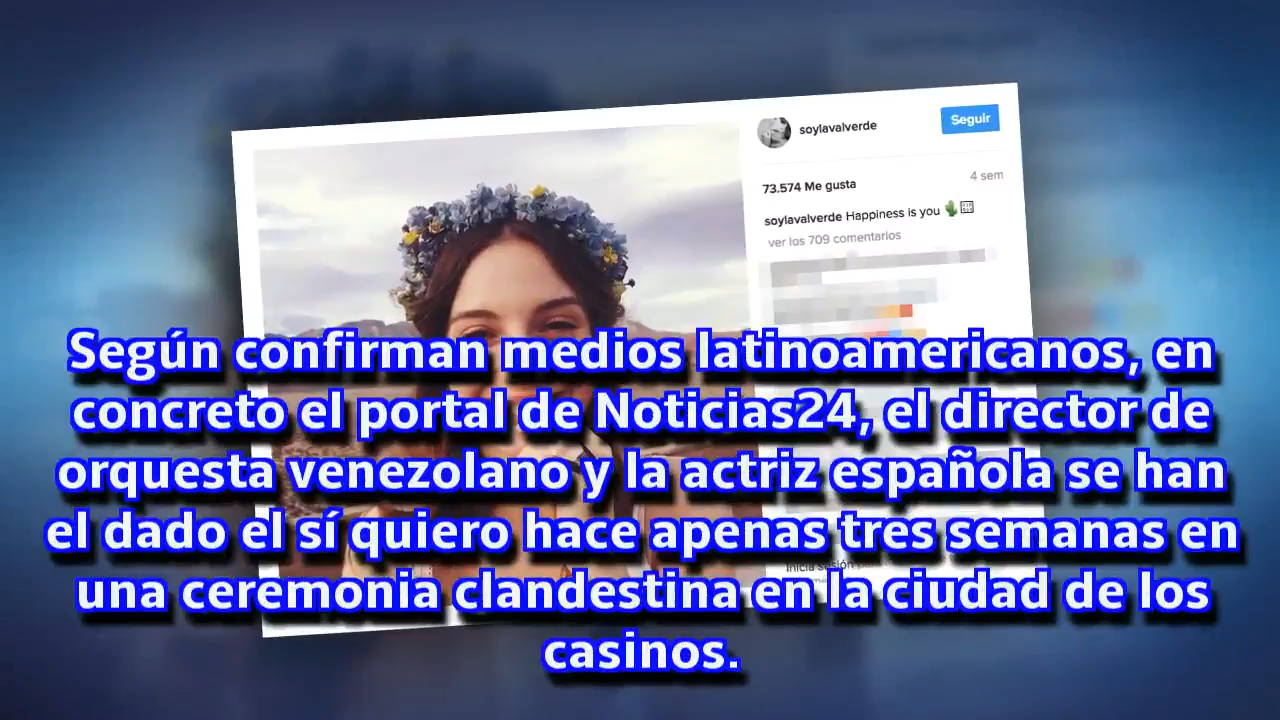 soylavalverde
Seguir
73.574 Me gusta
4 sem
soylavalverde Happiness is you
ver los 709 comentarios
Según confirman medios latinoamericanos, en
concreto el portal de Noticias24, el director de
orquesta venezolano y la actriz española se han
el dado el sí quiero hace apenas tres semanas en
una ceremonia clandestina en la ciudad de los
casinos.
Inicia sesión